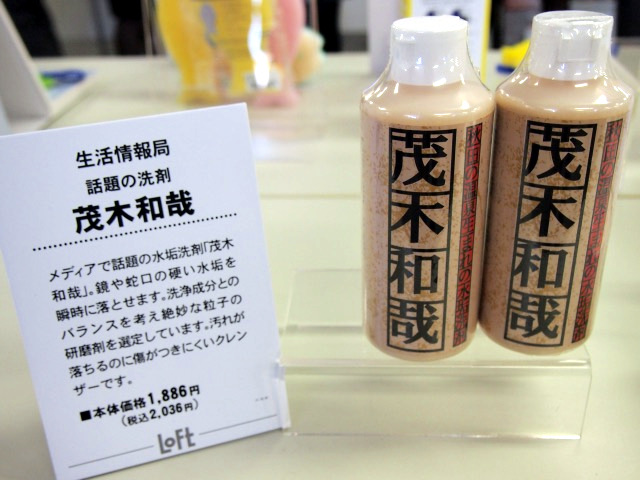 生活情報局
話題の洗剤
茂木和哉
メディアで話題の水垢洗剤「茂木
和哉」。鏡や蛇口の硬い水垢を
瞬時に落とせます。洗浄成分との
バランスを考え絶妙な粒子の
研磨剤を選定しています。汚れが
落ちるのに傷がつきにくいクレン
ザーです。
■本体価格1,886円
(税込2,036円)
LOFT
茂木和哉
茂木和哉